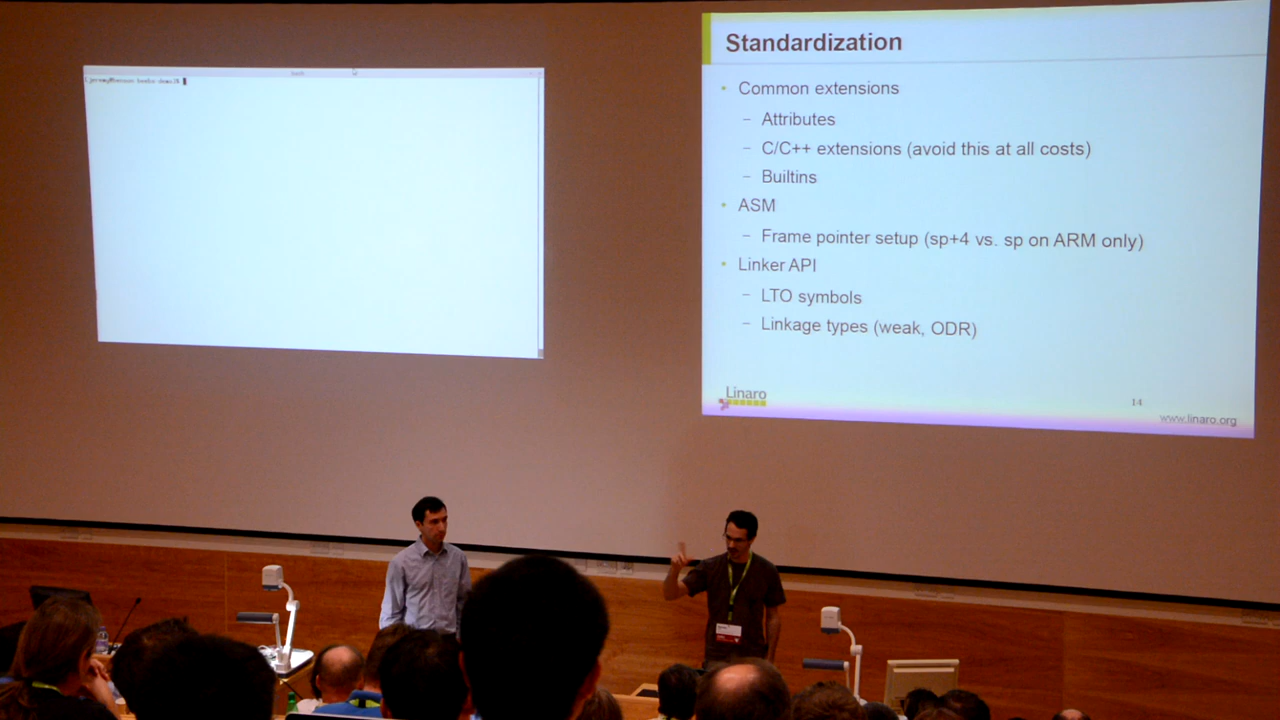 bash
Standardization
Common extensions
– Attributes
– C/C++ extensions (avoid this at all costs)
– Builtins
ASM
– Frame pointer setup (sp+4 vs. sp on ARM only)
Linker API
– LTO symbols
– Linkage types (weak, ODR)
Linaro
14
www.linaro.org